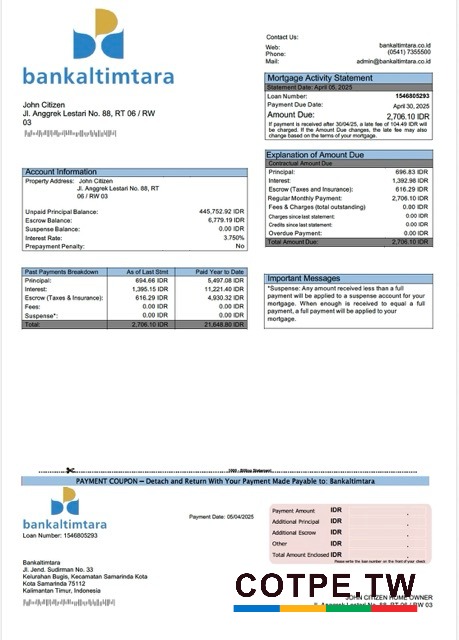 bankaltimtara
Contact Us:
Web: bankaltimtara.co.id
Phone: (0541) 7355500
Mail: admin@bankaltimtara.co.id
John Citizen
Jl. Anggrek Lestari No. 88, RT 06 / RW
03
Mortgage Activity Statement
Statement Date: April 05, 2025
Loan Number: 1546805293
Payment Due Date: April 30, 2025
Amount Due: 2,706.10 IDR
If payment is received after 30/04/25, a late fee of 104.49 IDR will
be charged. If the Amount Due changes, the late fee may also
change based on the terms of your mortgage.
Explanation of Amount Due
Contractual Amount Due
Principal: 696.83 IDR
Interest: 1,392.98 IDR
Escrow (Taxes and Insurance): 616.29 IDR
Regular Monthly Payment: 2,706.10 IDR
Fees & Charges (total outstanding) 0.00 IDR
Charges since last statement: 0.00 IDR
Credits since last statement: 0.00 IDR
Overdue Payment: 0.00 IDR
Total Amount Due: 2,706.10 IDR
Account Information
Property Address: John Citizen
Jl. Anggrek Lestari No. 88, RT
06 / RW 03
Unpaid Principal Balance: 445,752.92 IDR
Escrow Balance: 6,779.19 IDR
Suspense Balance: 0.00 IDR
Interest Rate: 3.750%
Prepayment Penalty: No
Past Payments Breakdown As of Last Stmt Paid Year to Date
Principal: 694.66 IDR 5,497.08 IDR
Interest: 1,395.15 IDR 11,221.40 IDR
Escrow (Taxes & Insurance): 616.29 IDR 4,930.32 IDR
Fees: 0.00 IDR 0.00 IDR
Suspense*: 0.00 IDR 0.00 IDR
Total: 2,706.10 IDR 21,648.80 IDR
Important Messages
*Suspense: Any amount received less than a full
payment will be applied to a suspense account for your
mortgage. When enough is received to equal a full
payment, a full payment will be applied to your
mortgage.
PAYMENT COUPON – Detach and Return With Your Payment Made Payable to: Bankaltimtara
bankaltimtara
Loan Number: 1546805293
Payment Date: 05/04/2025
Payment Amount IDR .
Additional Principal IDR .
Additional Escrow IDR .
Other IDR .
Total Amount Enclosed IDR .
Please write the loan number on the front of your check
Bankaltimtara
Jl. Jend. Sudirman No. 33
Kelurahan Bugis, Kecamatan Samarinda Kota
Kota Samarinda 75112
Kalimantan Timur, Indonesia
COTPE.TW
JOHN CITIZEN HOME OWNER
RW 03